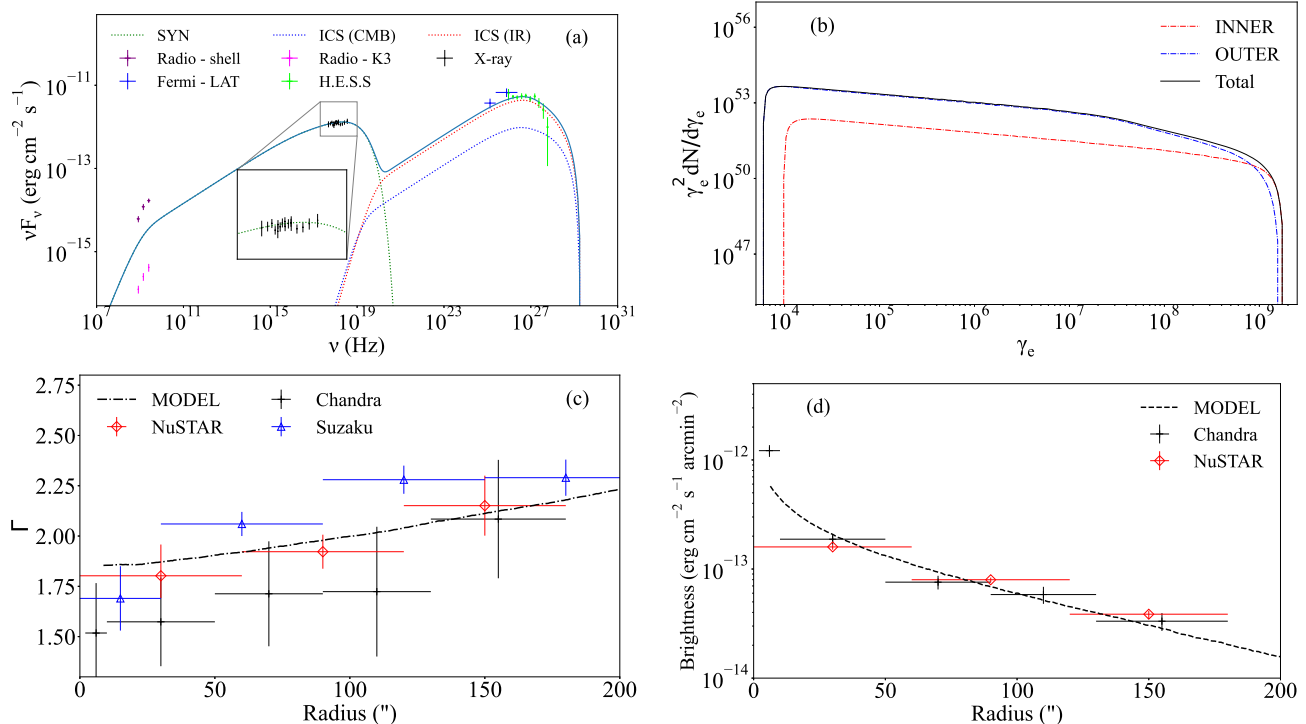 SYN ICS (CMB) ICS (IR) (a)
Radio - shell Radio - K3 X-ray
Fermi - LAT H.E.S.S
νFν (erg cm⁻² s⁻¹)
10⁻¹¹
10⁻¹³
10⁻¹⁵
10⁷ 10¹¹ 10¹⁵ 10¹⁹ 10²³ 10²⁷ 10³¹
ν (Hz)
(b)
INNER
OUTER
Total
γₑ² dN/dγₑ
10⁵⁶
10⁵³
10⁵⁰
10⁴⁷
10⁴ 10⁵ 10⁶ 10⁷ 10⁸ 10⁹
γₑ
MODEL Chandra (c)
NuSTAR Suzaku
Γ
2.75
2.50
2.25
2.00
1.75
1.50
0 50 100 150 200
Radius (")
(d)
MODEL
Chandra
NuSTAR
Brightness (erg cm⁻² s⁻¹ arcmin⁻²)
10⁻¹²
10⁻¹³
10⁻¹⁴
0 50 100 150 200
Radius (")